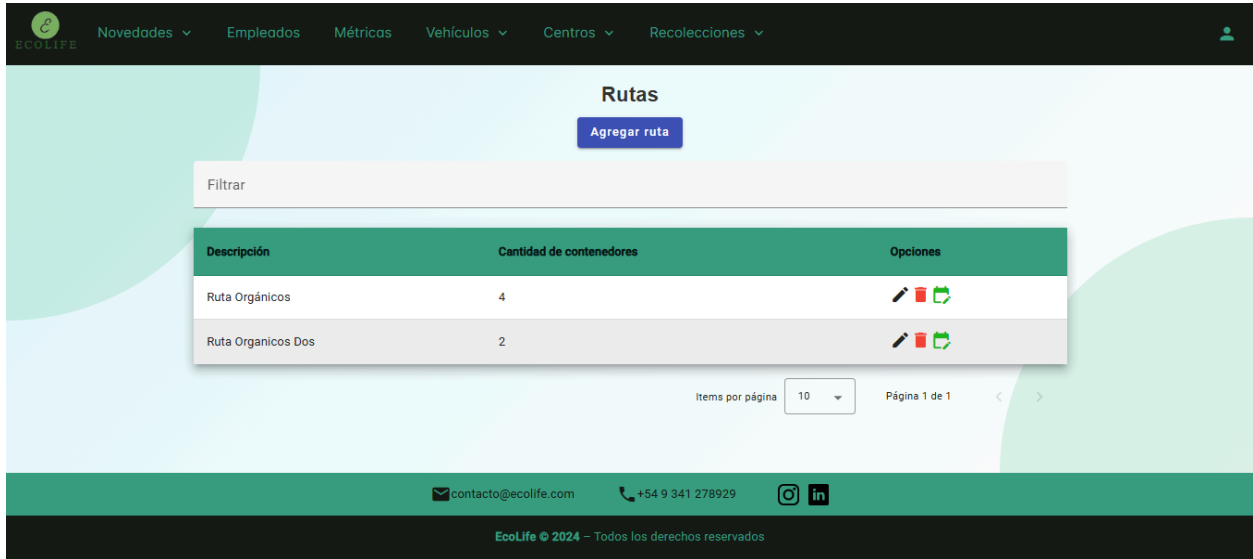 ℰ
ECOLIFE
Novedades Empleados Métricas Vehículos Centros Recolecciones
Rutas
Agregar ruta
Filtrar
Descripción Cantidad de contenedores Opciones
Ruta Orgánicos 4
Ruta Organicos Dos 2
Items por página 10 Página 1 de 1
contacto@ecolife.com +54 9 341 278929 in
EcoLife © 2024 – Todos los derechos reservados